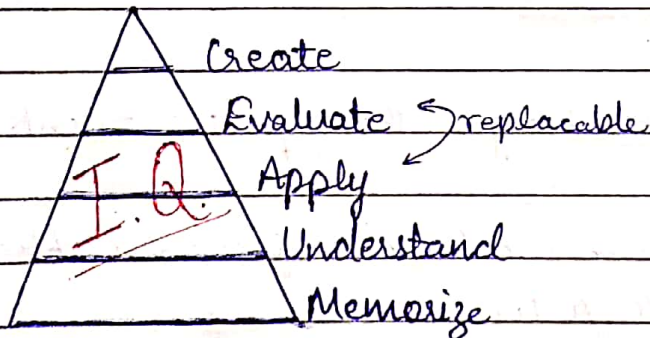 Create
Evaluate replacable
Apply
I.Q.
Understand
Memorize